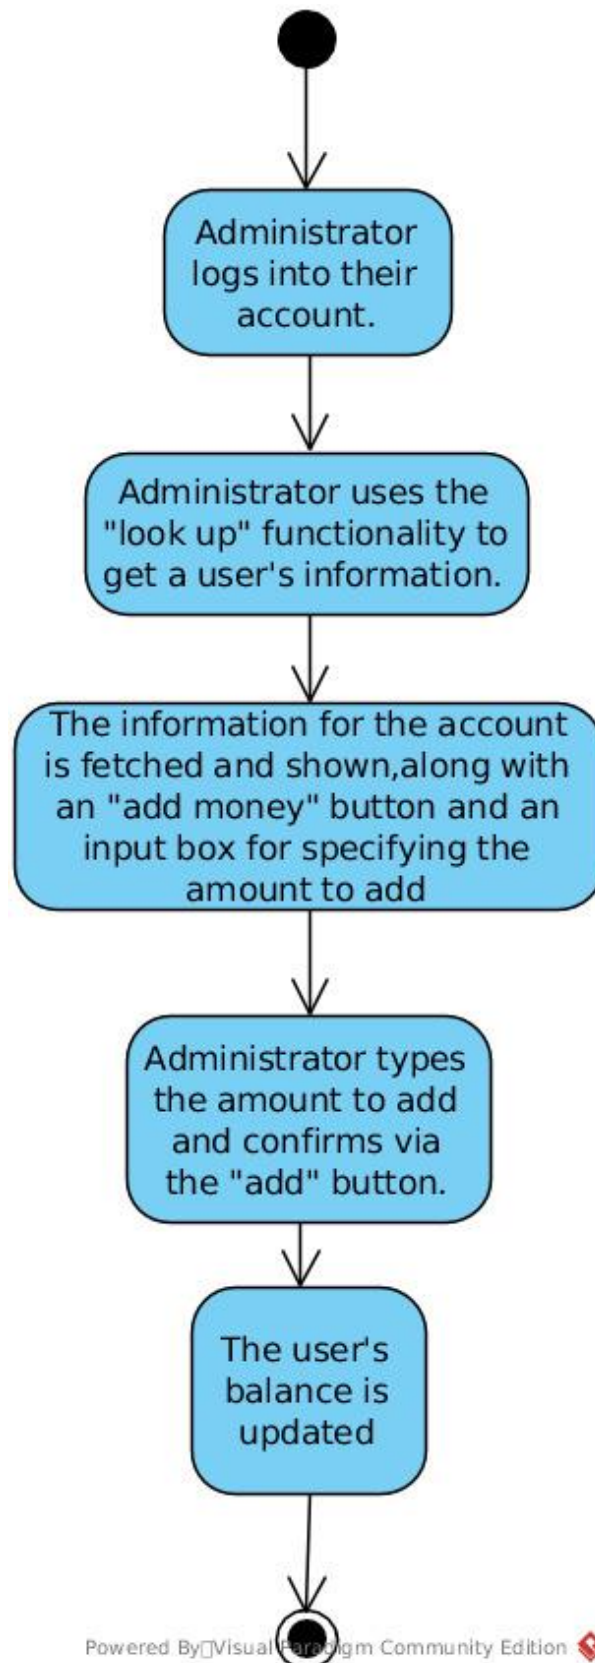 Administrator
logs into their
account.
Administrator uses the
"look up" functionality to
get a user's information.
The information for the account
is fetched and shown,along with
an "add money" button and an
input box for specifying the
amount to add
Administrator types
the amount to add
and confirms via
the "add" button.
The user's
balance is
updated
Powered By Visual Paradigm Community Edition